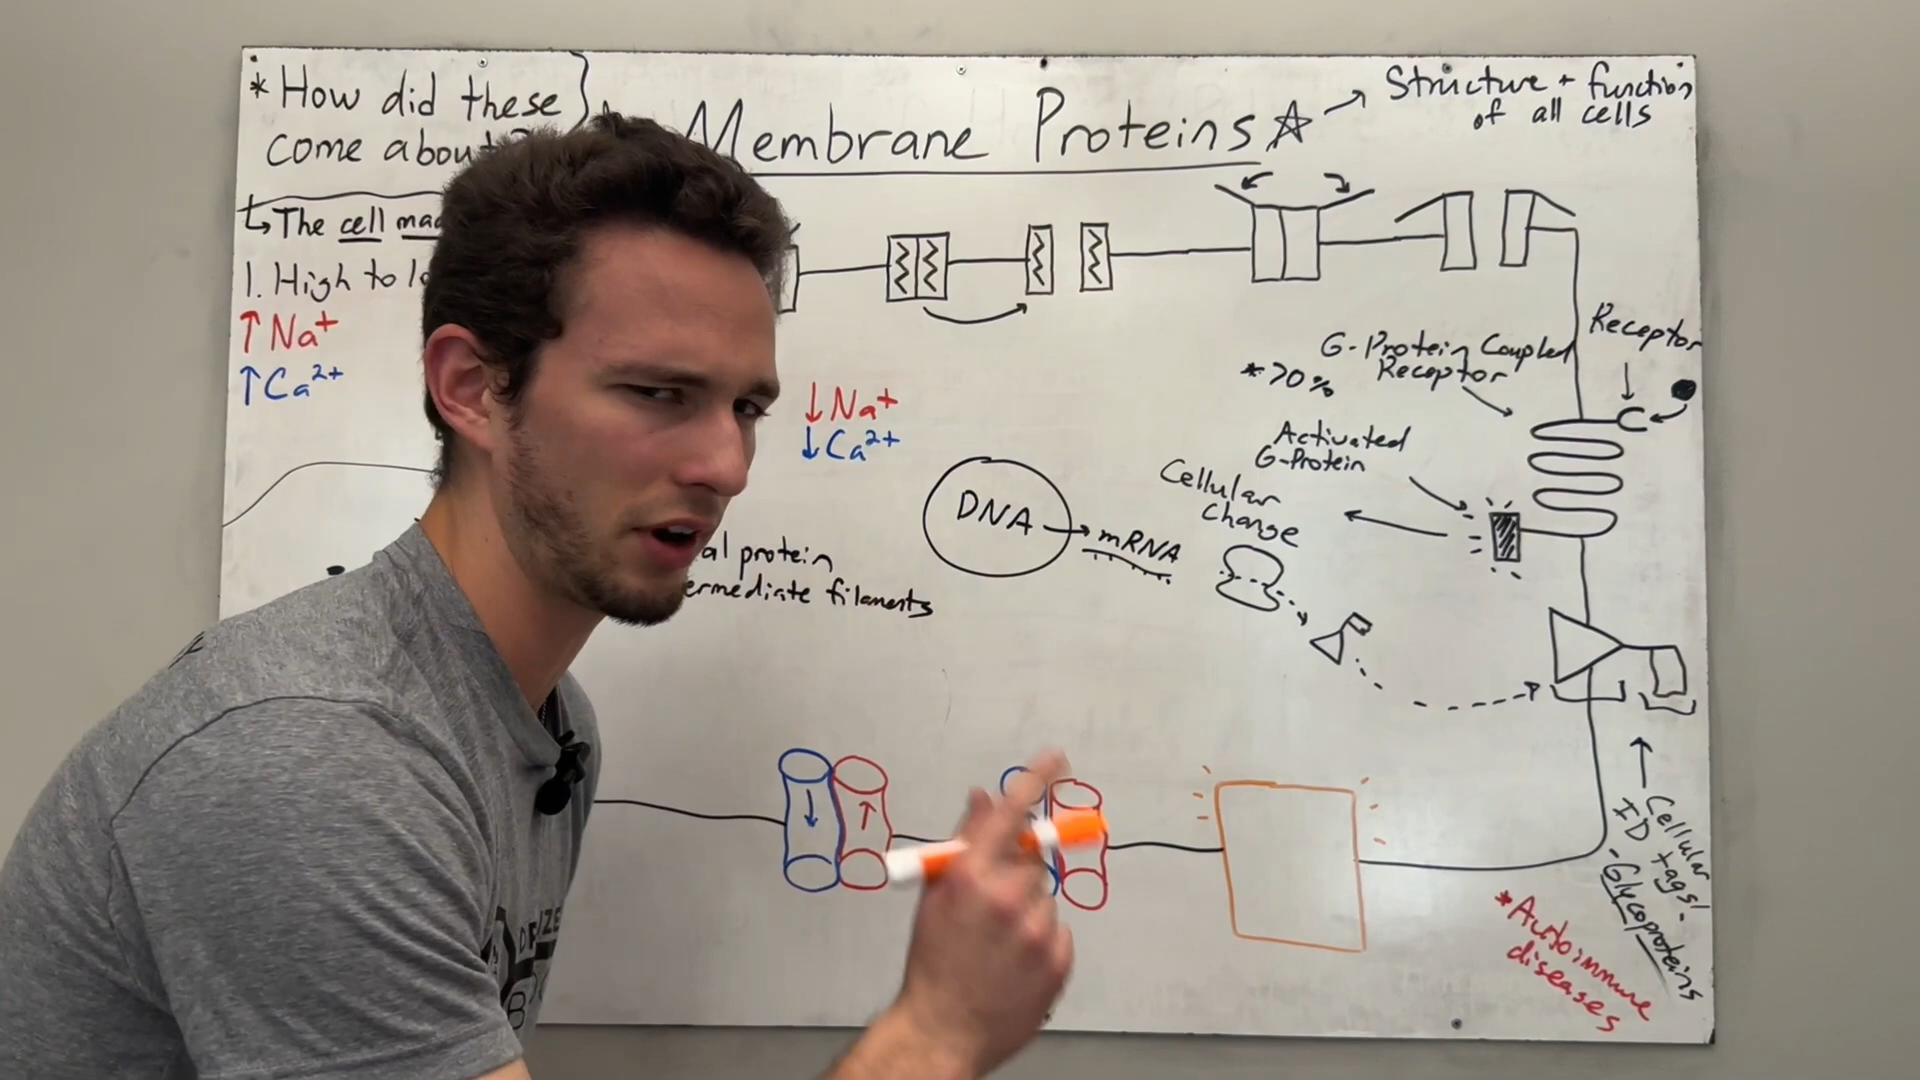 * How did these
come about?
↳ The cell mad
1. High to lo
↑ Na⁺
↑ Ca²⁺
Membrane Proteins ☆ → Structure + function
of all cells
↓ Na⁺
↓ Ca²⁺
al protein
ermediate filaments
DNA → mRNA
G-Protein Coupled
Receptor
* 70%
Receptor
Activated
G-Protein
Cellular
Change
Cellular
ID tags!
- Glycoproteins
* Autoimmune
diseases